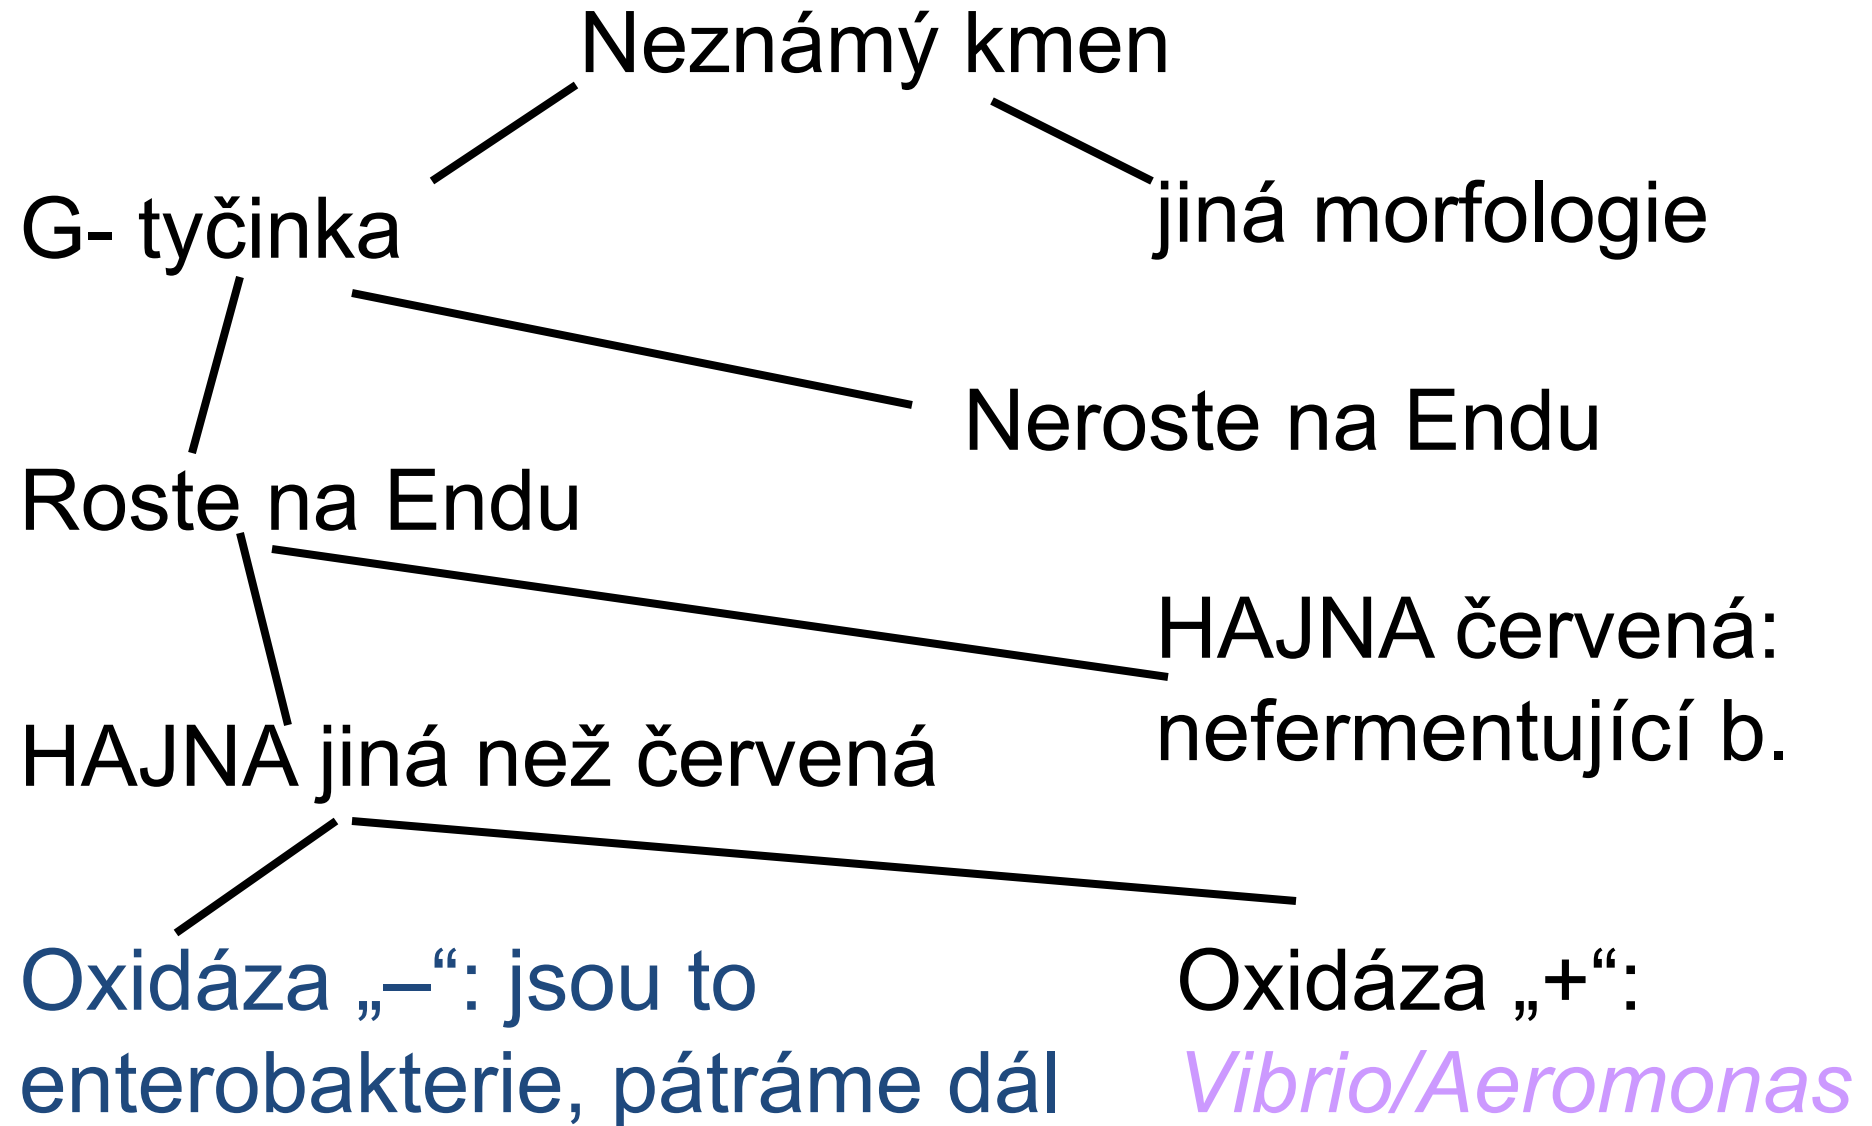 Neznámý kmen
G- tyčinka
jiná morfologie
Neroste na Endu
Roste na Endu
HAJNA červená:
nefermentující b.
HAJNA jiná než červená
Oxidáza „–“: jsou to
enterobakterie, pátráme dál
Oxidáza „+“:
Vibrio/Aeromonas